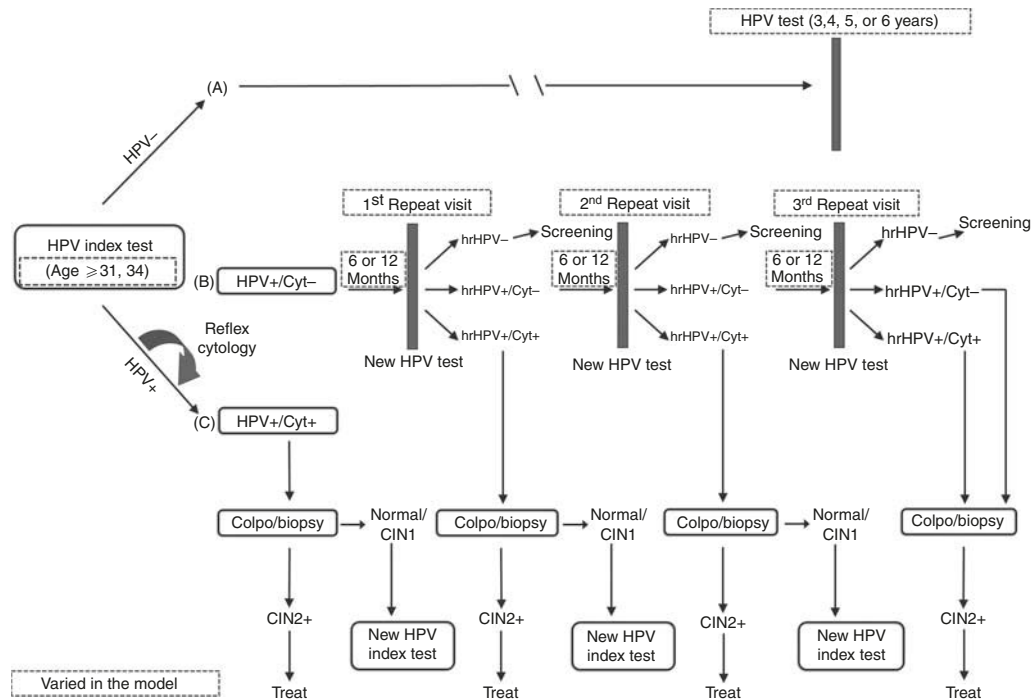 HPV test (3,4, 5, or 6 years)
(A)
HPV–
HPV index test
(Age ⩾31, 34)
Reflex
cytology
HPV+
1st Repeat visit
2nd Repeat visit
3rd Repeat visit
hrHPV–
Screening
hrHPV–
Screening
hrHPV–
Screening
(B)
HPV+/Cyt–
6 or 12
Months
hrHPV+/Cyt–
6 or 12
Months
hrHPV+/Cyt–
6 or 12
Months
hrHPV+/Cyt–
hrHPV+/Cyt+
hrHPV+/Cyt+
hrHPV+/Cyt+
New HPV test
New HPV test
New HPV test
(C)
HPV+/Cyt+
Colpo/biopsy
Normal/
CIN1
Colpo/biopsy
Normal/
CIN1
Colpo/biopsy
Normal/
CIN1
Colpo/biopsy
CIN2+
New HPV
index test
CIN2+
New HPV
index test
CIN2+
New HPV
index test
CIN2+
Varied in the model
Treat
Treat
Treat
Treat